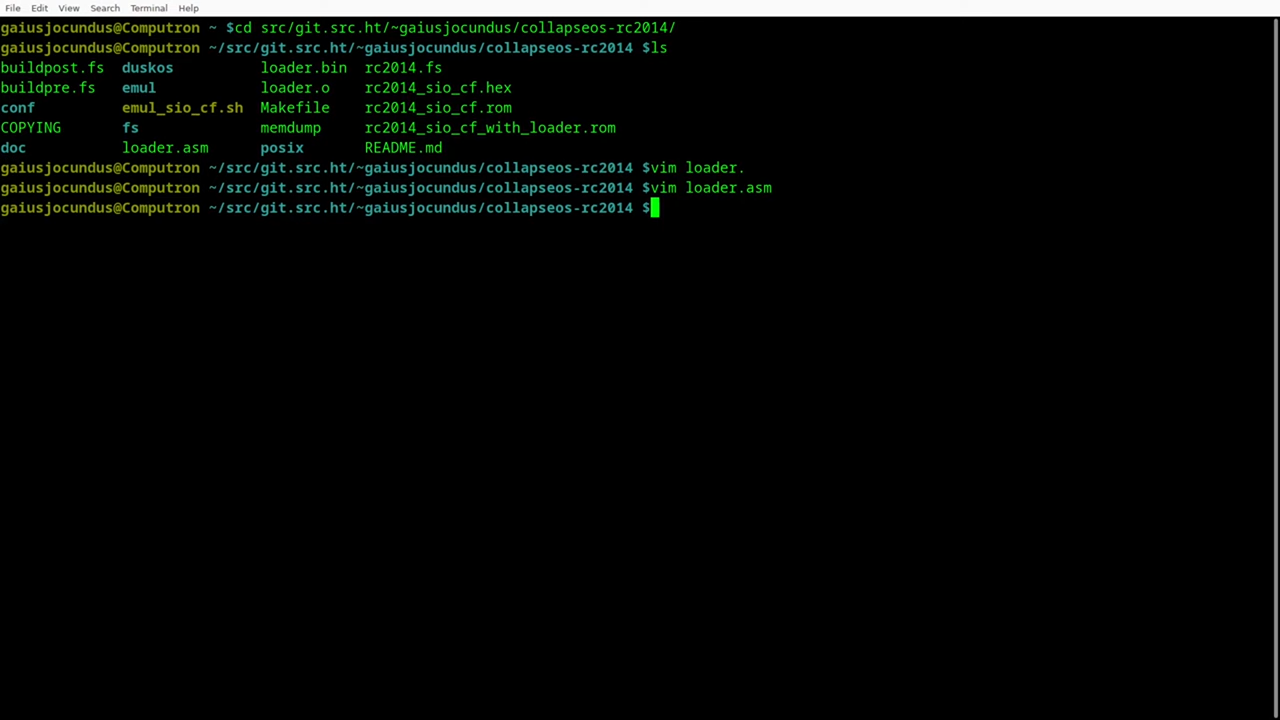 File Edit View Search Terminal Help
gaiusjocundus@Computron ~ $cd src/git.src.ht/~gaiusjocundus/collapseos-rc2014/
gaiusjocundus@Computron ~/src/git.src.ht/~gaiusjocundus/collapseos-rc2014 $ls
buildpost.fs duskos loader.bin rc2014.fs
buildpre.fs emul loader.o rc2014_sio_cf.hex
conf emul_sio_cf.sh Makefile rc2014_sio_cf.rom
COPYING fs memdump rc2014_sio_cf_with_loader.rom
doc loader.asm posix README.md
gaiusjocundus@Computron ~/src/git.src.ht/~gaiusjocundus/collapseos-rc2014 $vim loader.
gaiusjocundus@Computron ~/src/git.src.ht/~gaiusjocundus/collapseos-rc2014 $vim loader.asm
gaiusjocundus@Computron ~/src/git.src.ht/~gaiusjocundus/collapseos-rc2014 $